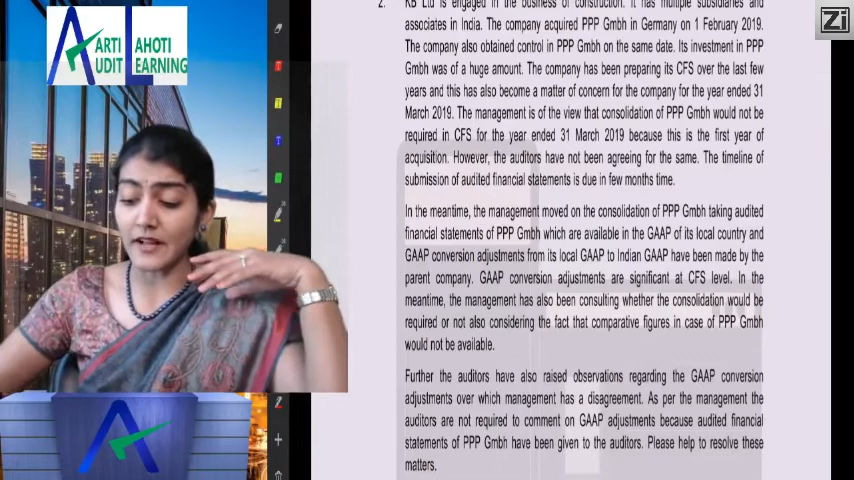 ARTI LAHOTI
AUDIT LEARNING
Zi
2. KB Ltd is engaged in the business of construction. It has multiple subsidiaries and
associates in India. The company acquired PPP Gmbh in Germany on 1 February 2019.
The company also obtained control in PPP Gmbh on the same date. Its investment in PPP
Gmbh was of a huge amount. The company has been preparing its CFS over the last few
years and this has also become a matter of concern for the company for the year ended 31
March 2019. The management is of the view that consolidation of PPP Gmbh would not be
required in CFS for the year ended 31 March 2019 because this is the first year of
acquisition. However, the auditors have not been agreeing for the same. The timeline of
submission of audited financial statements is due in few months time.
In the meantime, the management moved on the consolidation of PPP Gmbh taking audited
financial statements of PPP Gmbh which are available in the GAAP of its local country and
GAAP conversion adjustments from its local GAAP to Indian GAAP have been made by the
parent company. GAAP conversion adjustments are significant at CFS level. In the
meantime, the management has also been consulting whether the consolidation would be
required or not also considering the fact that comparative figures in case of PPP Gmbh
would not be available.
Further the auditors have also raised observations regarding the GAAP conversion
adjustments over which management has a disagreement. As per the management the
auditors are not required to comment on GAAP adjustments because audited financial
statements of PPP Gmbh have been given to the auditors. Please help to resolve these
matters.